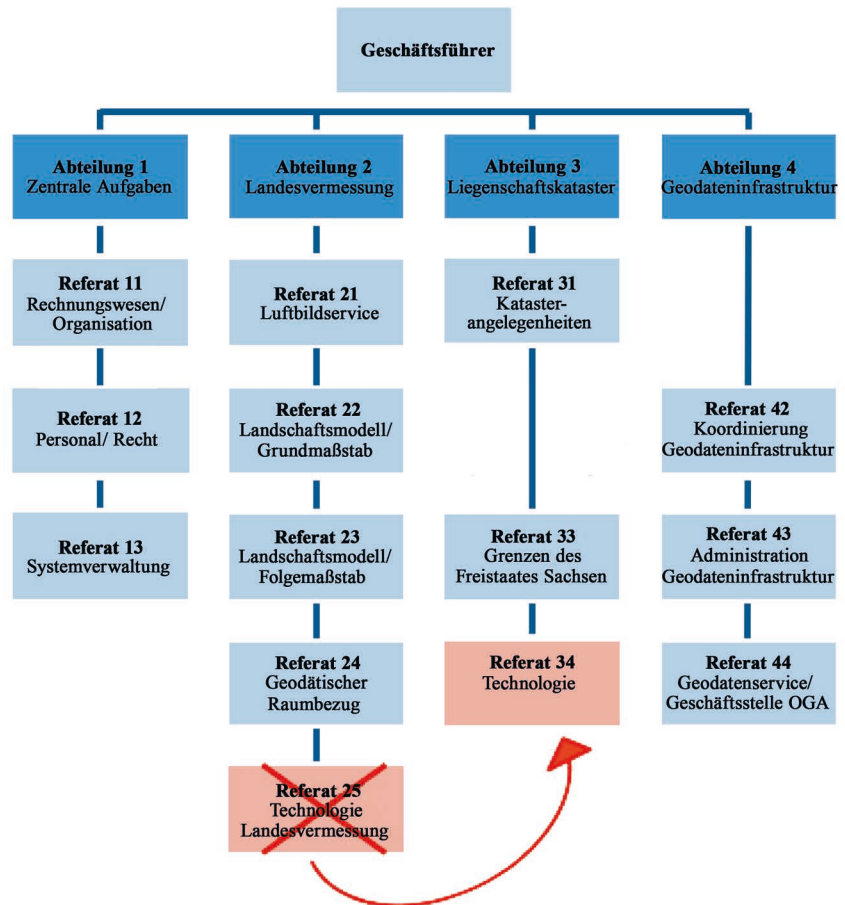 Geschäftsführer
Abteilung 1
Zentrale Aufgaben
Abteilung 2
Landesvermessung
Abteilung 3
Liegenschaftskataster
Abteilung 4
Geodateninfrastruktur
Referat 11
Rechnungswesen/
Organisation
Referat 21
Luftbildservice
Referat 31
Kataster-
angelegenheiten
Referat 12
Personal/ Recht
Referat 22
Landschaftsmodell/
Grundmaßstab
Referat 42
Koordinierung
Geodateninfrastruktur
Referat 13
Systemverwaltung
Referat 23
Landschaftsmodell/
Folgemaßstab
Referat 33
Grenzen des
Freistaates Sachsen
Referat 43
Administration
Geodateninfrastruktur
Referat 24
Geodätischer
Raumbezug
Referat 34
Technologie
Referat 44
Geodatenservice/
Geschäftsstelle OGA
Referat 25
Technologie
Landesvermessung